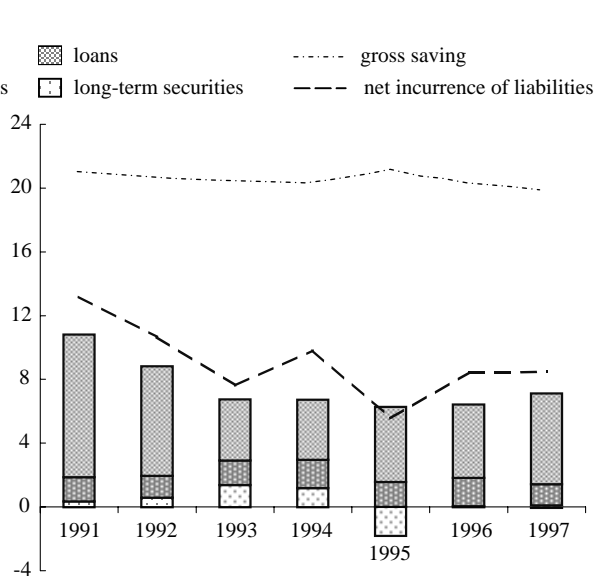 loans gross saving
s long-term securities net incurrence of liabilities
24
20
16
12
8
4
0
1991 1992 1993 1994 1995 1996 1997
-4